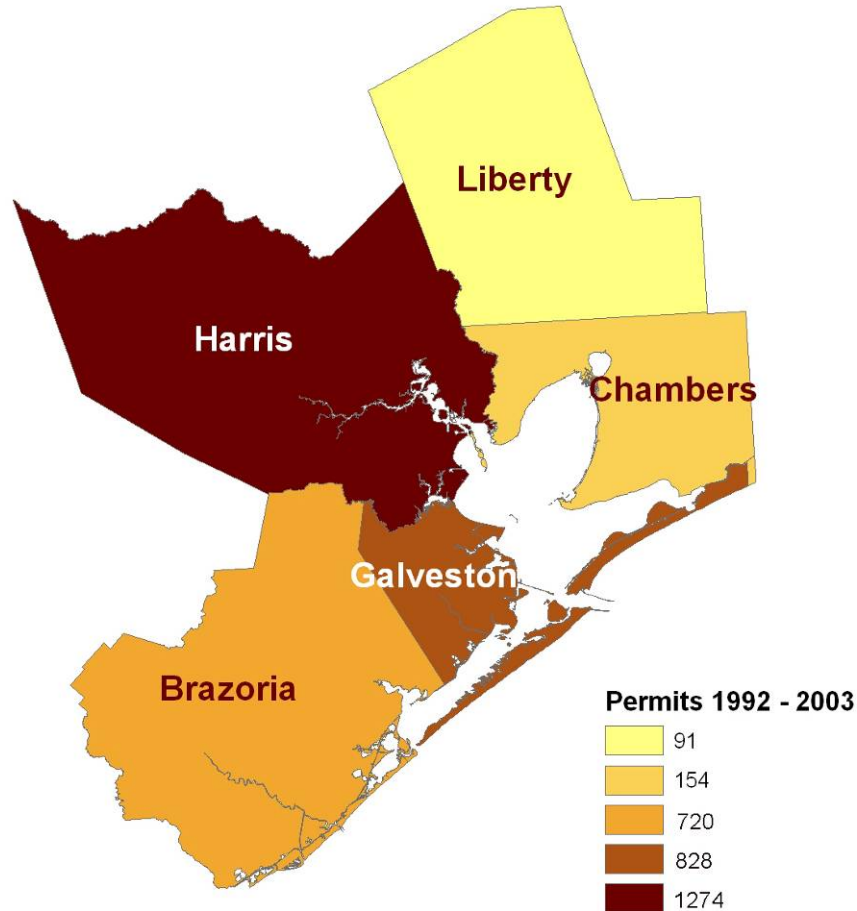 Liberty
Harris
Chambers
Galveston
Brazoria
Permits 1992 - 2003
91
154
720
828
1274